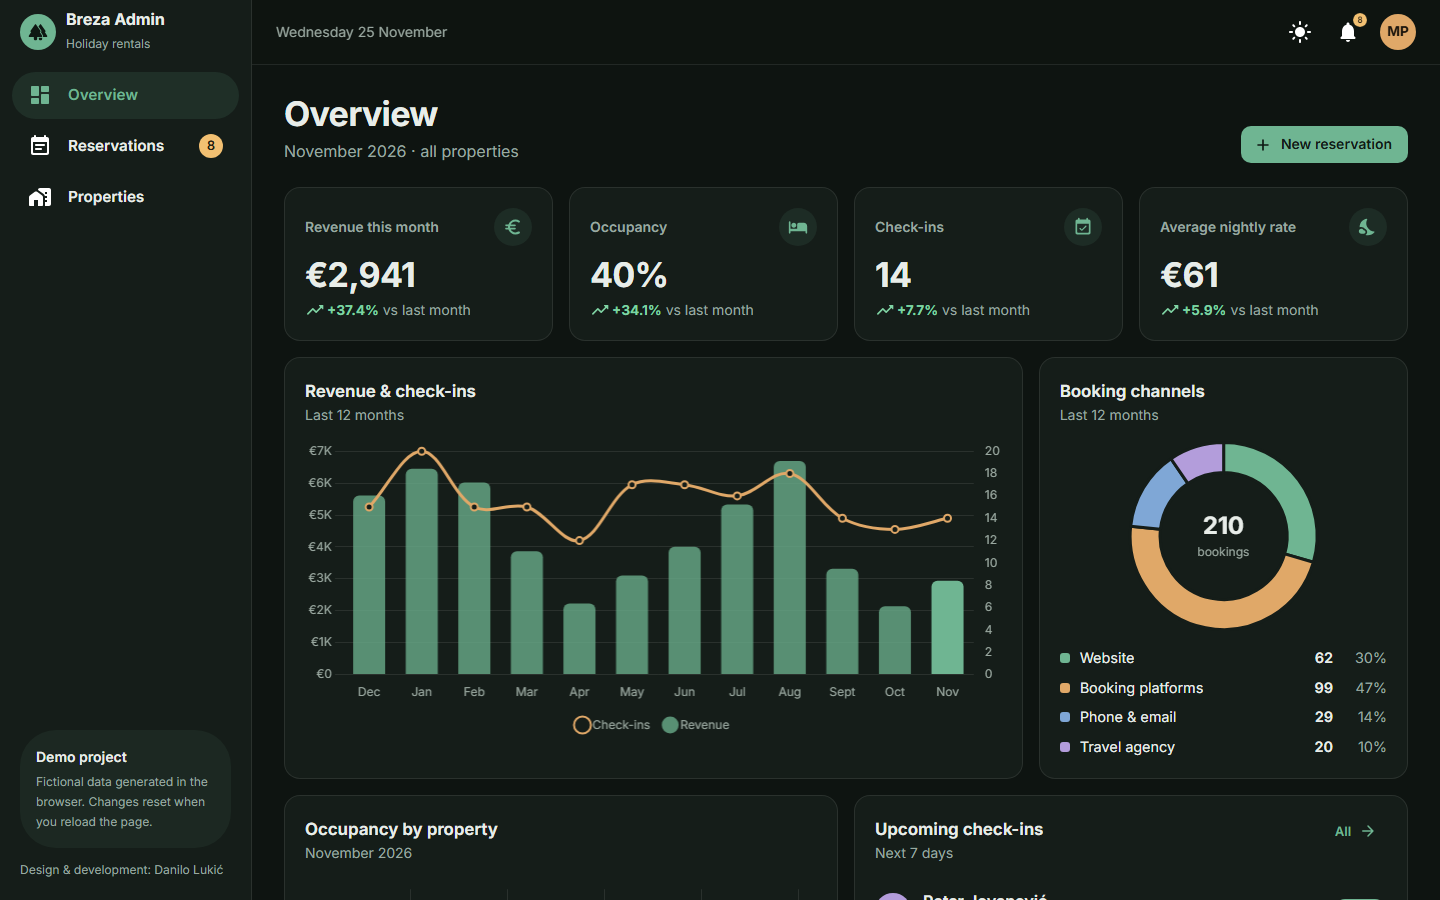 Breza Admin
Holiday rentals
Overview
Reservations 8
Properties
Demo project
Fictional data generated in the
browser. Changes reset when
you reload the page.
Design & development: Danilo Lukić
Wednesday 25 November
8
MP
Overview
November 2026 · all properties
New reservation
Revenue this month
€2,941
+37.4% vs last month
Occupancy
40%
+34.1% vs last month
Check-ins
14
+7.7% vs last month
Average nightly rate
€61
+5.9% vs last month
Revenue & check-ins
Last 12 months
€7K
€6K
€5K
€4K
€3K
€2K
€1K
€0
20
18
16
14
12
10
8
6
4
2
0
Dec Jan Feb Mar Apr May Jun Jul Aug Sept Oct Nov
Check-ins Revenue
Booking channels
Last 12 months
210
bookings
Website 62 30%
Booking platforms 99 47%
Phone & email 29 14%
Travel agency 20 10%
Occupancy by property
November 2026
Upcoming check-ins
Next 7 days
All
Petar Jovanović